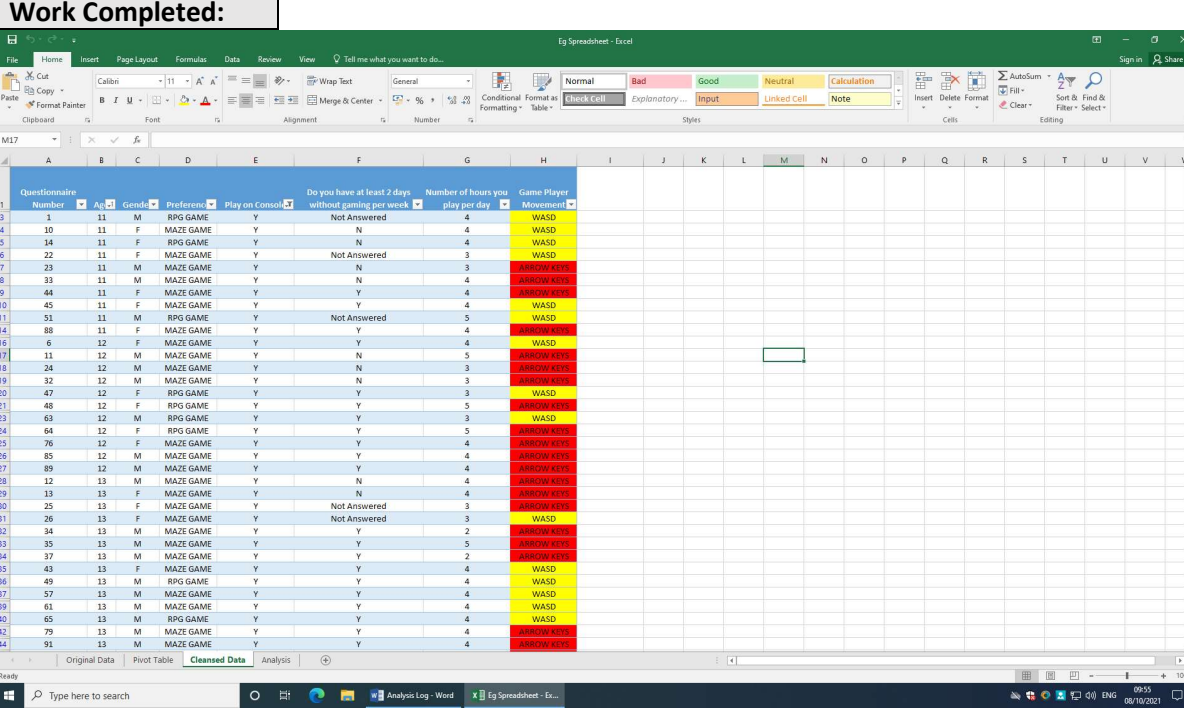 Work Completed:
Eg Spreadsheet - Excel
File Home Insert Page Layout Formulas Data Review View Tell me what you want to do... Sign in Share
Paste Cut Copy Format Painter
Calibri 11
B I U
Wrap Text
Merge & Center
General
%
Conditional Formatting Format as Table
Normal Bad Good Neutral Calculation
Check Cell Explanatory ... Input Linked Cell Note
Insert Delete Format
AutoSum Fill Clear
Sort & Filter Find & Select
Clipboard Font Alignment Number Styles Cells Editing
M17 fx
A B C D E F G H I J K L M N O P Q R S T U V
Questionnaire Number Gende Preferenc Play on Consol Do you have at least 2 days without gaming per week Number of hours you play per day Game Player Movement
1 11 M RPG GAME Y Not Answered 4 WASD
10 11 F MAZE GAME Y N 4 WASD
14 11 F RPG GAME Y N 4 WASD
22 11 F MAZE GAME Y Not Answered 3 WASD
23 11 M MAZE GAME Y N 3 ARROW KEYS
33 11 M MAZE GAME Y N 4 ARROW KEYS
44 11 F MAZE GAME Y Y 4 ARROW KEYS
45 11 F MAZE GAME Y Y 4 WASD
51 11 M RPG GAME Y Not Answered 5 WASD
88 11 F MAZE GAME Y Y 4 ARROW KEYS
6 12 F MAZE GAME Y Y 4 WASD
11 12 M MAZE GAME Y N 5 ARROW KEYS
24 12 M MAZE GAME Y N 3 ARROW KEYS
32 12 M MAZE GAME Y N 3 ARROW KEYS
47 12 F RPG GAME Y Y 3 WASD
48 12 F RPG GAME Y Y 5 ARROW KEYS
63 12 M RPG GAME Y Y 3 WASD
64 12 F RPG GAME Y Y 5 ARROW KEYS
76 12 F MAZE GAME Y Y 4 ARROW KEYS
85 12 M MAZE GAME Y Y 4 ARROW KEYS
89 12 M MAZE GAME Y Y 4 ARROW KEYS
12 13 M MAZE GAME Y N 4 ARROW KEYS
13 13 F MAZE GAME Y N 4 ARROW KEYS
25 13 F MAZE GAME Y Not Answered 3 ARROW KEYS
26 13 F MAZE GAME Y Not Answered 3 WASD
34 13 M MAZE GAME Y Y 2 ARROW KEYS
35 13 M MAZE GAME Y Y 5 ARROW KEYS
37 13 M MAZE GAME Y Y 2 ARROW KEYS
43 13 F MAZE GAME Y Y 4 WASD
49 13 M RPG GAME Y Y 4 WASD
57 13 M MAZE GAME Y Y 4 WASD
61 13 M MAZE GAME Y Y 4 WASD
65 13 M RPG GAME Y Y 4 WASD
79 13 M MAZE GAME Y Y 4 ARROW KEYS
91 13 M MAZE GAME Y Y 4 ARROW KEYS
Original Data Pivot Table Cleansed Data Analysis
Ready
Type here to search Analysis Log - Word Eg Spreadsheet - Ex... ENG 09:55
08/10/2021